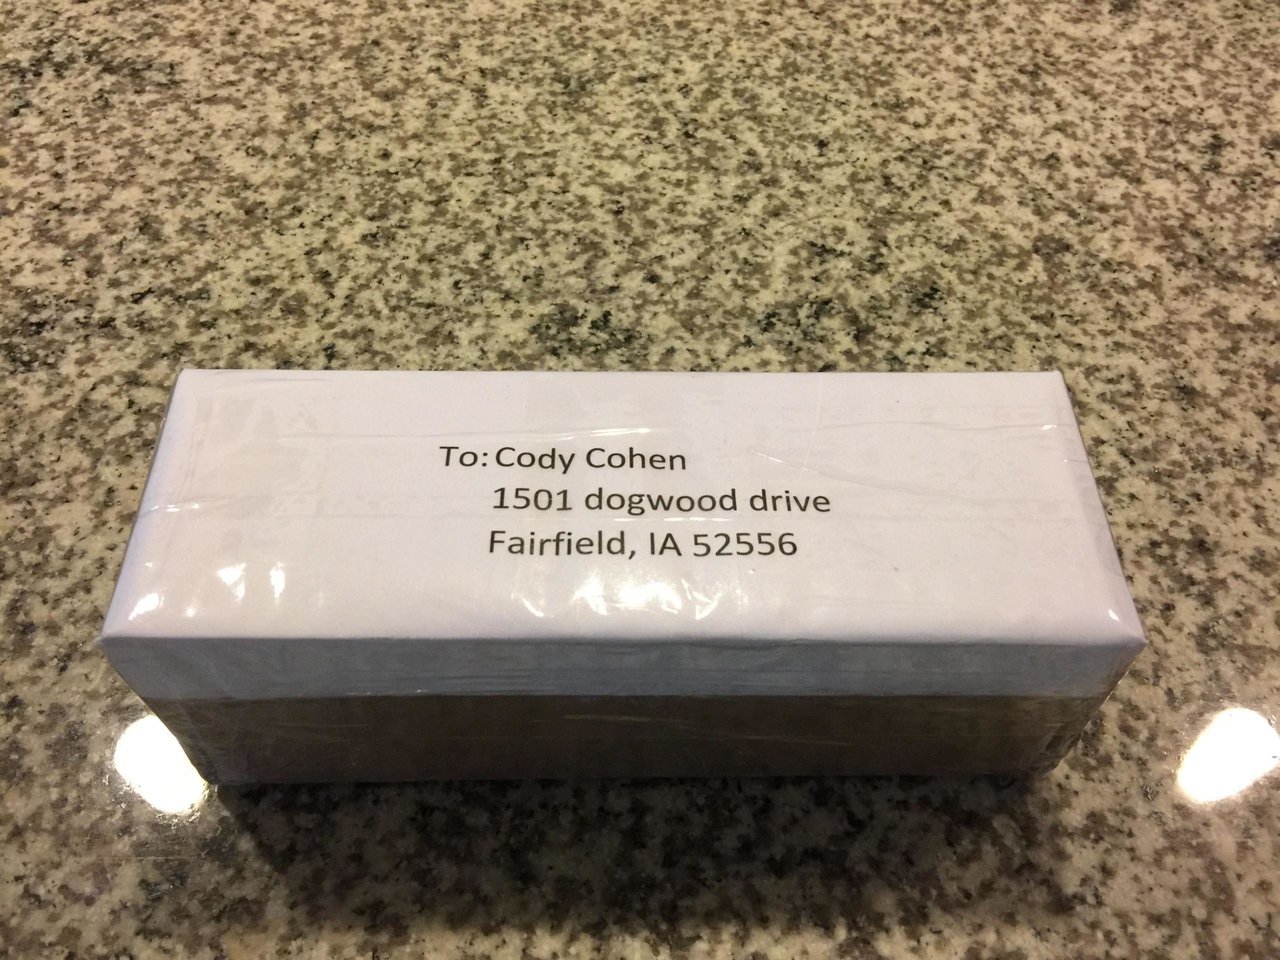 To: Cody Cohen
1501 dogwood drive
Fairfield, IA 52556